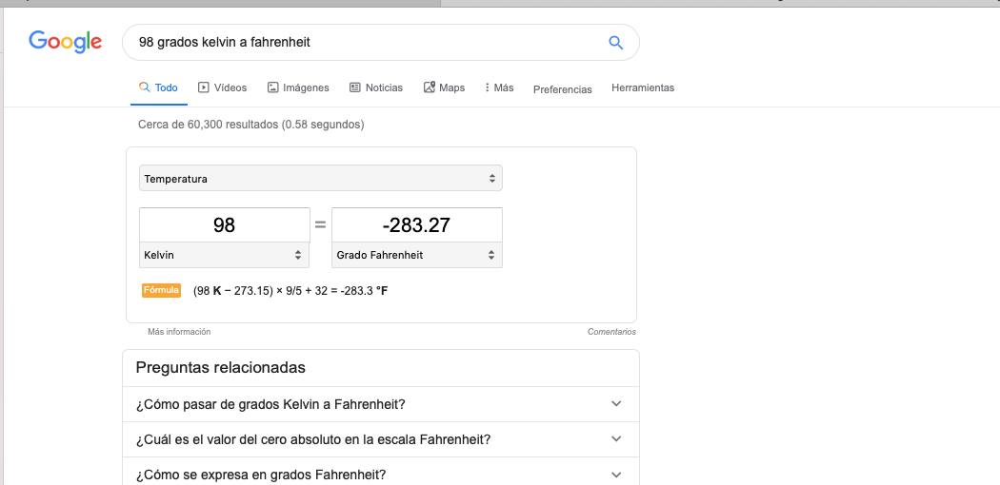 Google
98 grados kelvin a fahrenheit
Todo Vídeos Imágenes Noticias Maps Más Preferencias Herramientas
Cerca de 60,300 resultados (0.58 segundos)
Temperatura
98 = -283.27
Kelvin Grado Fahrenheit
Fórmula (98 K − 273.15) × 9/5 + 32 = -283.3 °F
Más información Comentarios
Preguntas relacionadas
¿Cómo pasar de grados Kelvin a Fahrenheit?
¿Cuál es el valor del cero absoluto en la escala Fahrenheit?
¿Cómo se expresa en grados Fahrenheit?